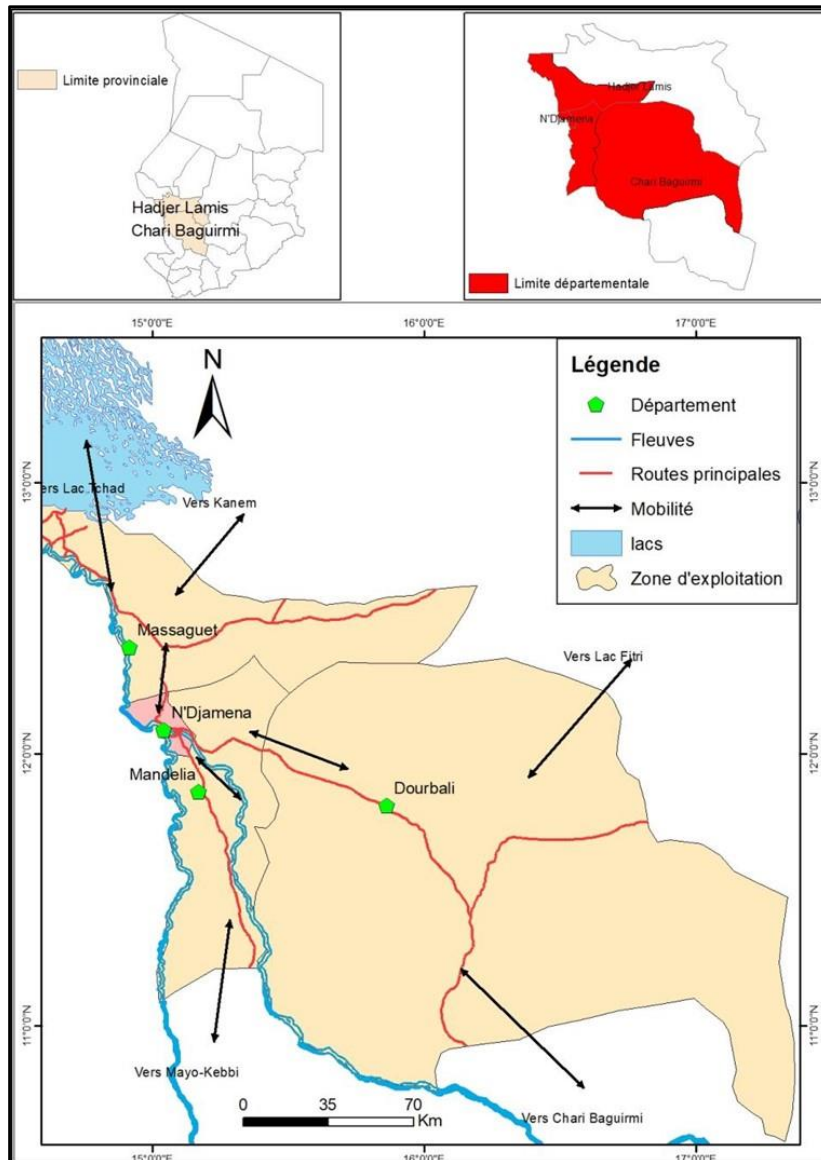 Limite provinciale
Hadjer Lamis
Chari Baguirmi
Hadjer Lamis
N'Djamena
Chari Baguirmi
Limite départementale
15°0'0"E
16°0'0"E
17°0'0"E
N
Légende
Département
Fleuves
Routes principales
Mobilité
lacs
Zone d'exploitation
13°0'0"N
13°0'0"N
ers Lac Tchad
Vers Kanem
Massaguet
Vers Lac Fitri
N'Djamena
12°0'0"N
12°0'0"N
Mandelia
Dourbali
11°0'0"N
11°0'0"N
Vers Mayo-Kebbi
0 35 70
Km
Vers Chari Baguirmi
15°0'0"E
16°0'0"E
17°0'0"E